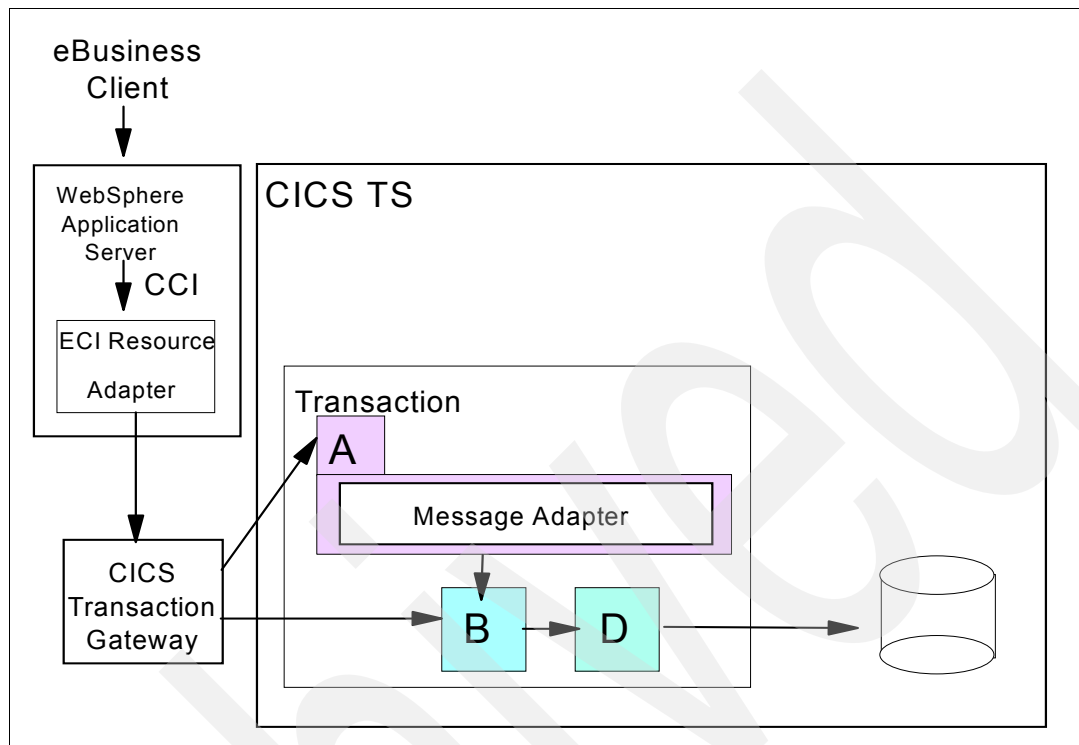 eBusiness
Client
WebSphere
Application
Server
CCI
ECI Resource
Adapter
CICS
Transaction
Gateway
CICS TS
Transaction
A
Message Adapter
B
D